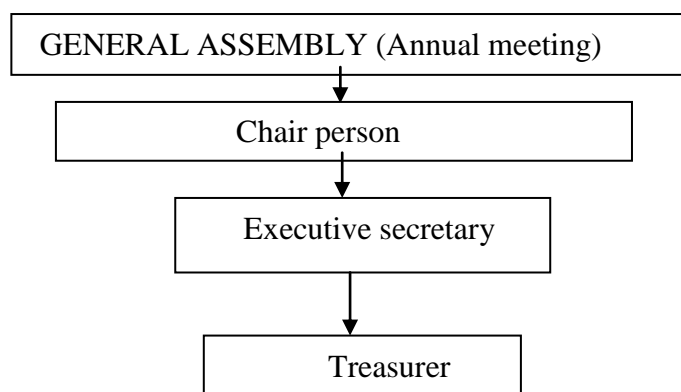 GENERAL ASSEMBLY (Annual meeting)
Chair person
Executive secretary
Treasurer